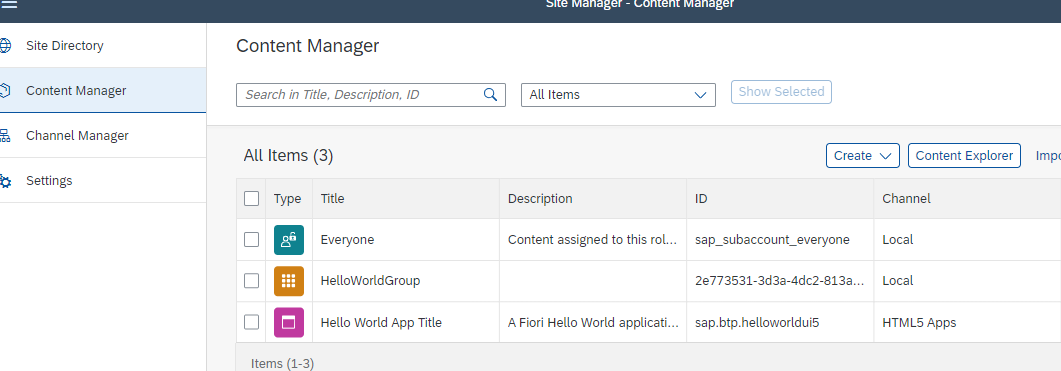 Site Manager - Content Manager
Site Directory
Content Manager
Channel Manager
Settings
Content Manager
Search in Title, Description, ID
All Items
Show Selected
All Items (3)
Create
Content Explorer
Type Title Description ID Channel
Everyone Content assigned to this rol... sap_subaccount_everyone Local
HelloWorldGroup 2e773531-3d3a-4dc2-813a... Local
Hello World App Title A Fiori Hello World applicati... sap.btp.helloworldui5 HTML5 Apps
Items (1-3)